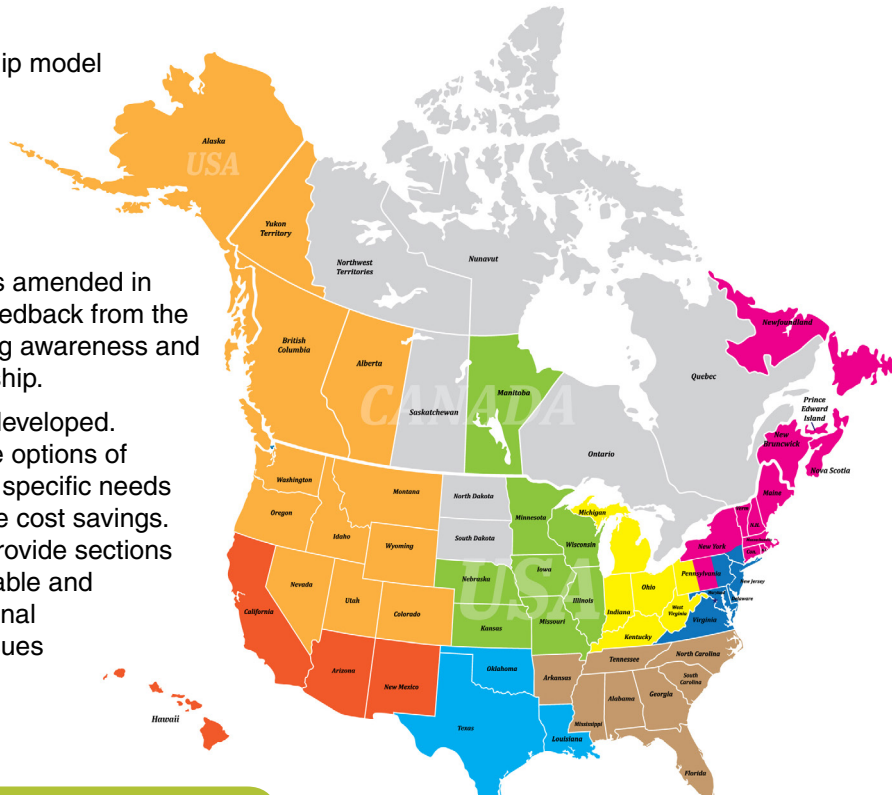 ip model
s amended in
eedback from the
g awareness and
ship.
developed.
e options of
specific needs
e cost savings.
rovide sections
able and
nal
ues
Alaska
USA
Yukon
Territory
Northwest
Territories
Nunavut
British
Columbia
Alberta
Saskatchewan
Manitoba
CANADA
Ontario
Quebec
Newfoundland
Prince
Edward
Island
New
Brunswick
Nova Scotia
Washington
Oregon
Idaho
Montana
Wyoming
Nevada
Utah
Colorado
California
Arizona
New Mexico
Hawaii
North Dakota
South Dakota
Nebraska
Kansas
Minnesota
Iowa
Missouri
Wisconsin
Illinois
USA
Michigan
Indiana
Ohio
Kentucky
West
Virginia
Pennsylvania
New York
Maine
N.H.
New Jersey
Delaware
Virginia
Oklahoma
Texas
Louisiana
Arkansas
Tennessee
North Carolina
South
Carolina
Mississippi
Alabama
Georgia
Florida